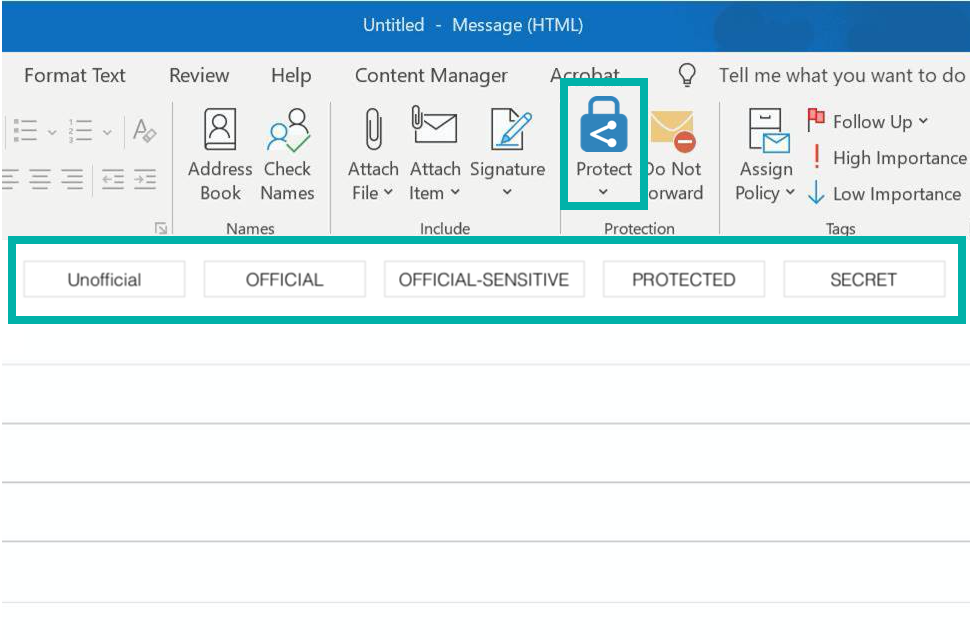 Untitled - Message (HTML)
Format Text Review Help Content Manager Acrobat Tell me what you want to do
Address Book
Check Names
Attach File
Attach Item
Signature
Protect
Do Not Forward
Assign Policy
Follow Up
High Importance
Low Importance
Names Include Protection Tags
Unofficial OFFICIAL OFFICIAL-SENSITIVE PROTECTED SECRET